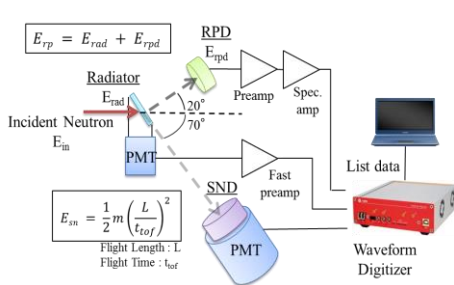 E_rp = E_rad + E_rpd
RPD
E_rpd
Radiator
E_rad
Preamp
Spec. amp
20°
70°
Incident Neutron
E_in
PMT
Fast preamp
List data
SND
E_sn = 1/2 m (L/t_tof)^2
Flight Length : L
Flight Time : t_tof
PMT
Waveform
Digitizer